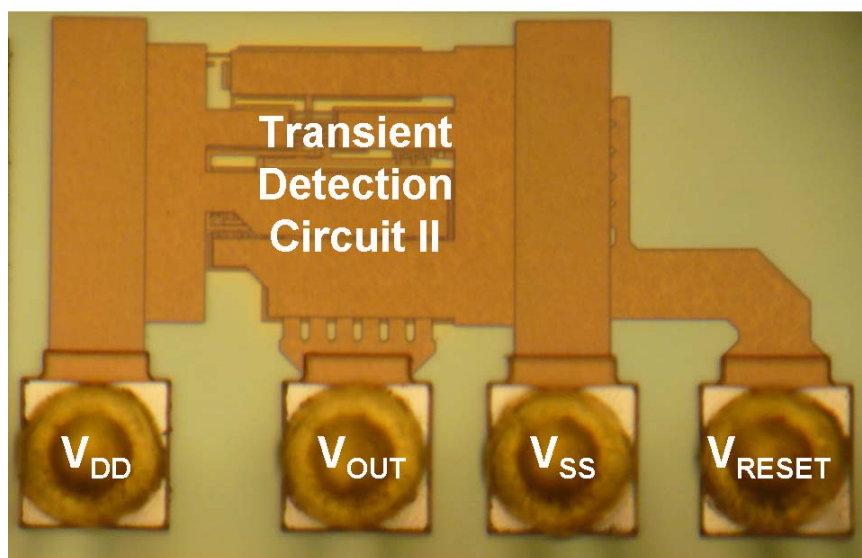 Transient
Detection
Circuit II
VDD VOUT VSS VRESET